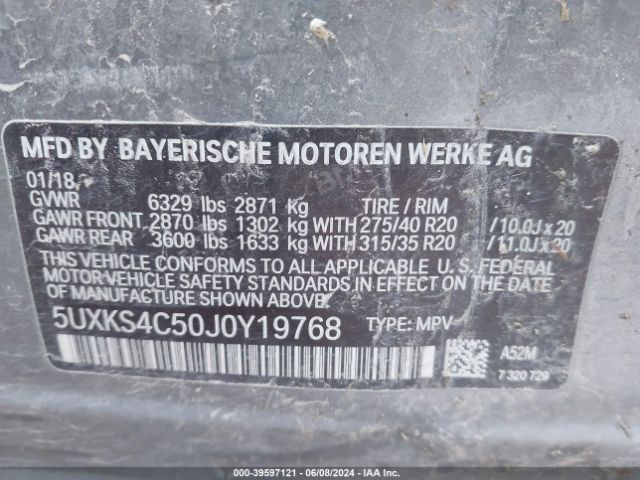 MFD BY BAYERISCHE MOTOREN WERKE AG
01/18
GVWR 6329 lbs 2871 kg TIRE / RIM
GAWR FRONT 2870 lbs 1302 kg WITH 275/40 R20 / 10.0J x 20
GAWR REAR 3600 lbs 1633 kg WITH 315/35 R20 / 11.0J x 20
THIS VEHICLE CONFORMS TO ALL APPLICABLE U. S. FEDERAL
MOTOR VEHICLE SAFETY STANDARDS IN EFFECT ON THE DATE
OF MANUFACTURE SHOWN ABOVE.
5UXKS4C50J0Y19768 TYPE: MPV
A52M
7 320 729
000-39597121 - 06/08/2024 - IAA Inc.